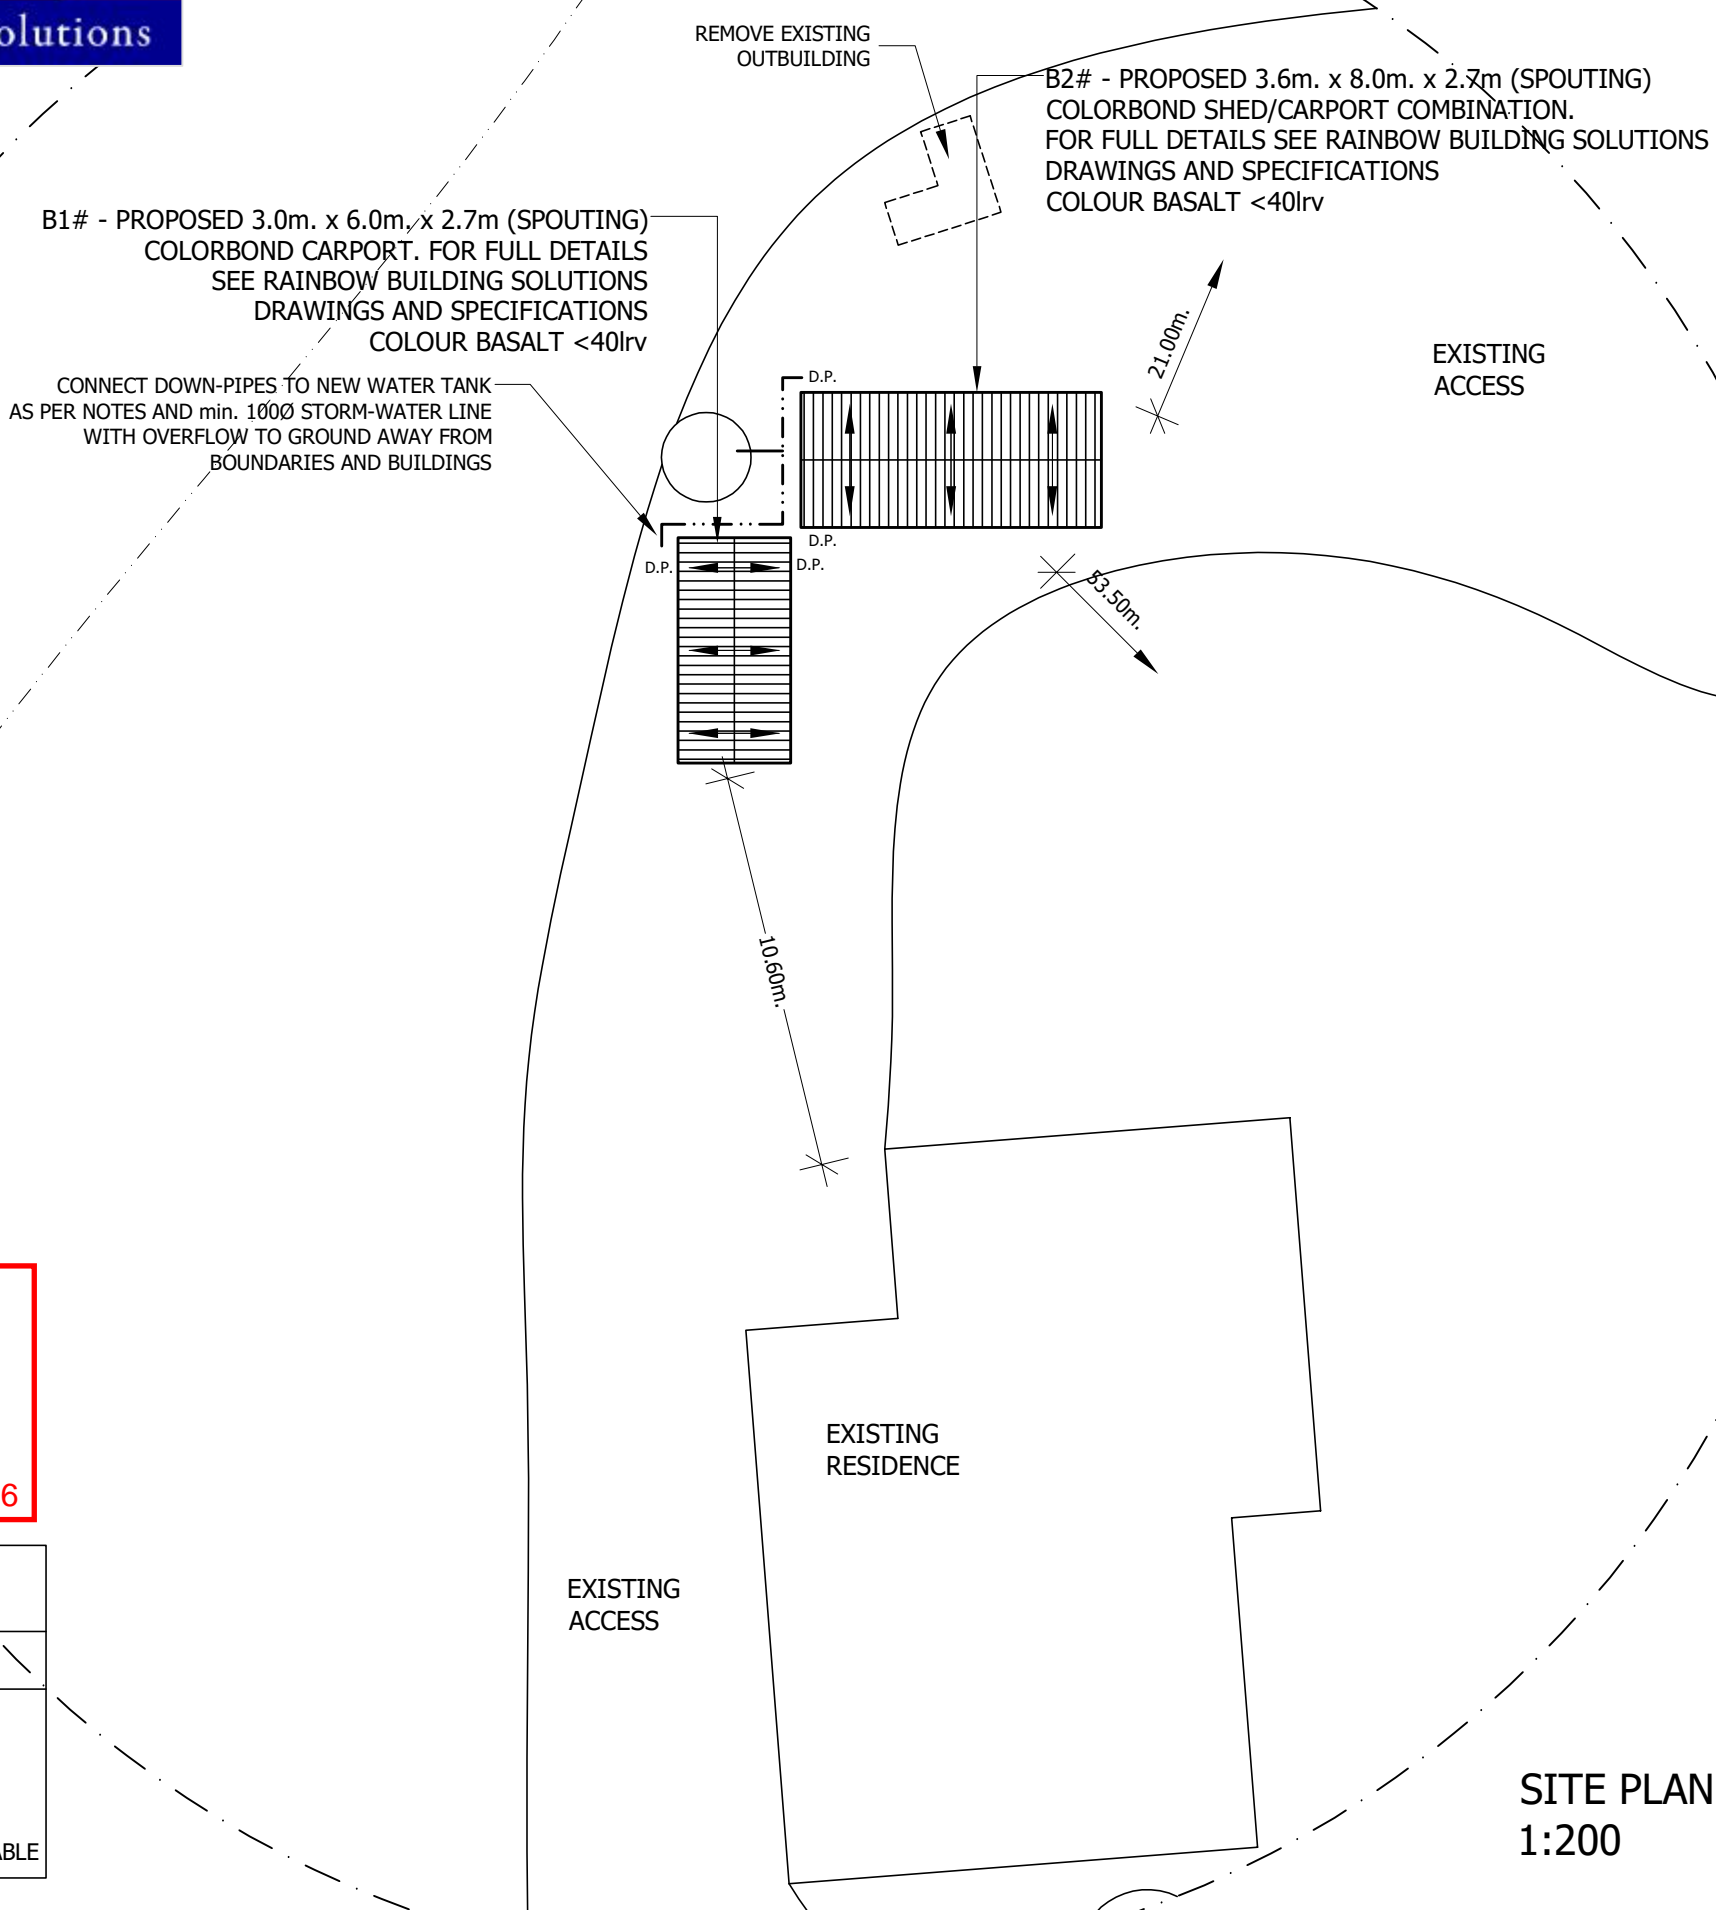 olutions
REMOVE EXISTING
OUTBUILDING
B2# - PROPOSED 3.6m. x 8.0m. x 2.7m (SPOUTING)
COLORBOND SHED/CARPORT COMBINATION.
FOR FULL DETAILS SEE RAINBOW BUILDING SOLUTIONS
DRAWINGS AND SPECIFICATIONS
COLOUR BASALT <40lrv
B1# - PROPOSED 3.0m. x 6.0m. x 2.7m (SPOUTING)
COLORBOND CARPORT. FOR FULL DETAILS
SEE RAINBOW BUILDING SOLUTIONS
DRAWINGS AND SPECIFICATIONS
COLOUR BASALT <40lrv
CONNECT DOWN-PIPES TO NEW WATER TANK
AS PER NOTES AND min. 100Ø STORM-WATER LINE
WITH OVERFLOW TO GROUND AWAY FROM
BOUNDARIES AND BUILDINGS
D.P.
21.00m.
EXISTING
ACCESS
D.P.
D.P.
D.P.
53.50m.
10.60m.
EXISTING
RESIDENCE
6
EXISTING
ACCESS
ABLE
SITE PLAN
1:200